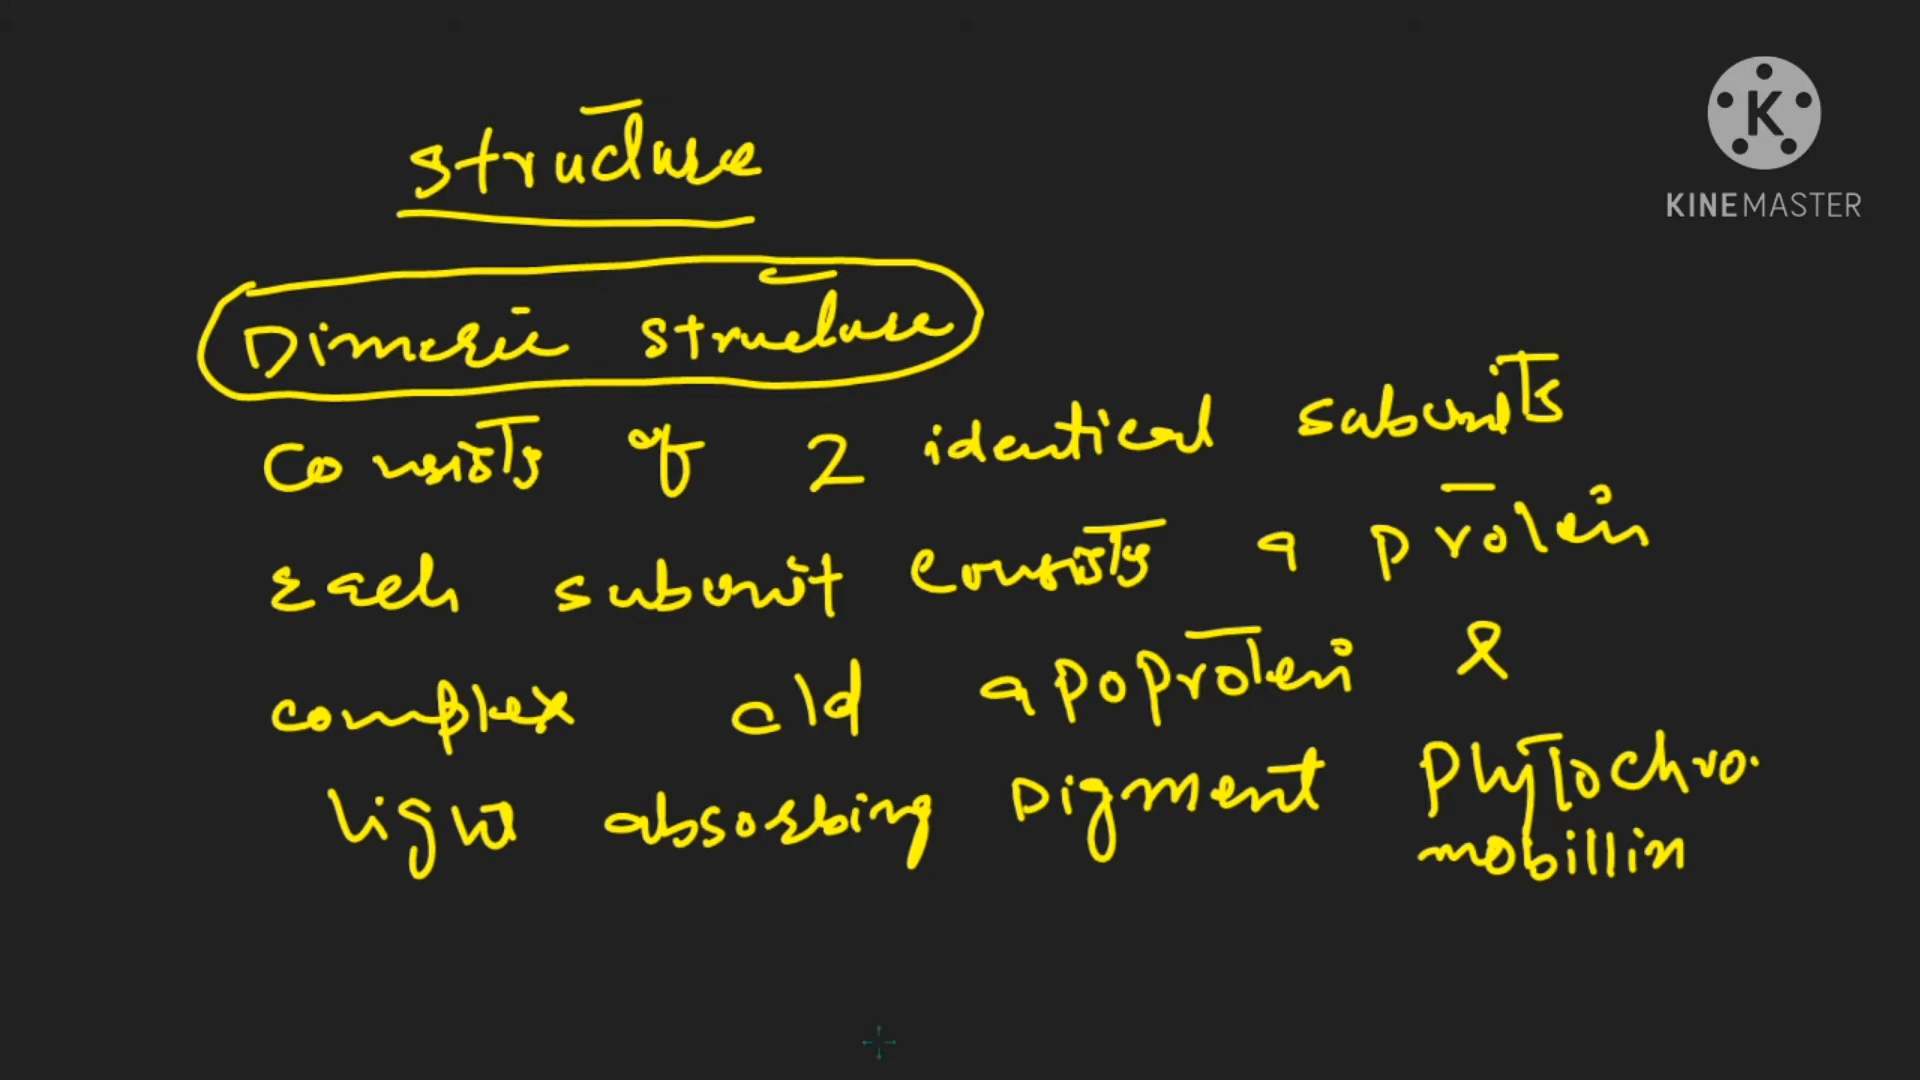 K
KINEMASTER
Structure
Dimeric structure
Consists of 2 identical subunits
Each subunit consists a protein
complex cld apoprotein &
light absorbing pigment Phytochro.
mobillin